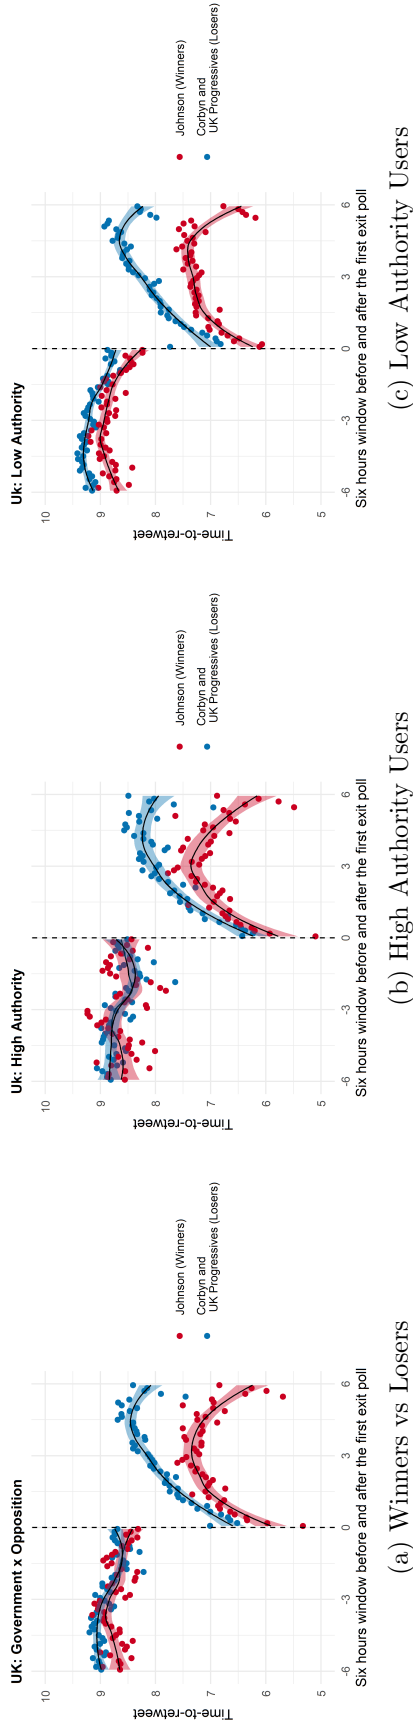 UK: Government x Opposition
Time-to-retweet
10
9
8
7
6
5
-6
-3
0
3
6
Six hours window before and after the first exit poll
Johnson (Winners)
Corbyn and
UK Progressives (Losers)
(a) Winners vs Losers
Uk: High Authority
Time-to-retweet
10
9
8
7
6
5
-6
-3
0
3
6
Six hours window before and after the first exit poll
Johnson (Winners)
Corbyn and
UK Progressives (Losers)
(b) High Authority Users
Uk: Low Authority
Time-to-retweet
10
9
8
7
6
5
-6
-3
0
3
6
Six hours window before and after the first exit poll
Johnson (Winners)
Corbyn and
UK Progressives (Losers)
(c) Low Authority Users